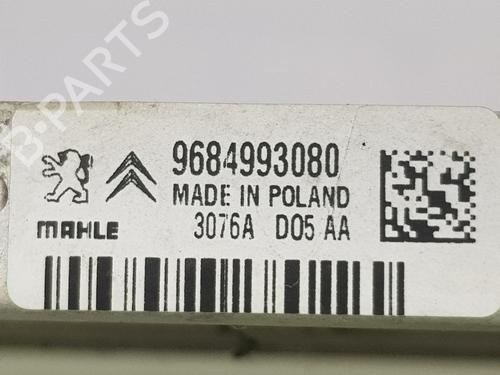 B-PARTS
9684993080
MADE IN POLAND
MAHLE
3076A D05 AA